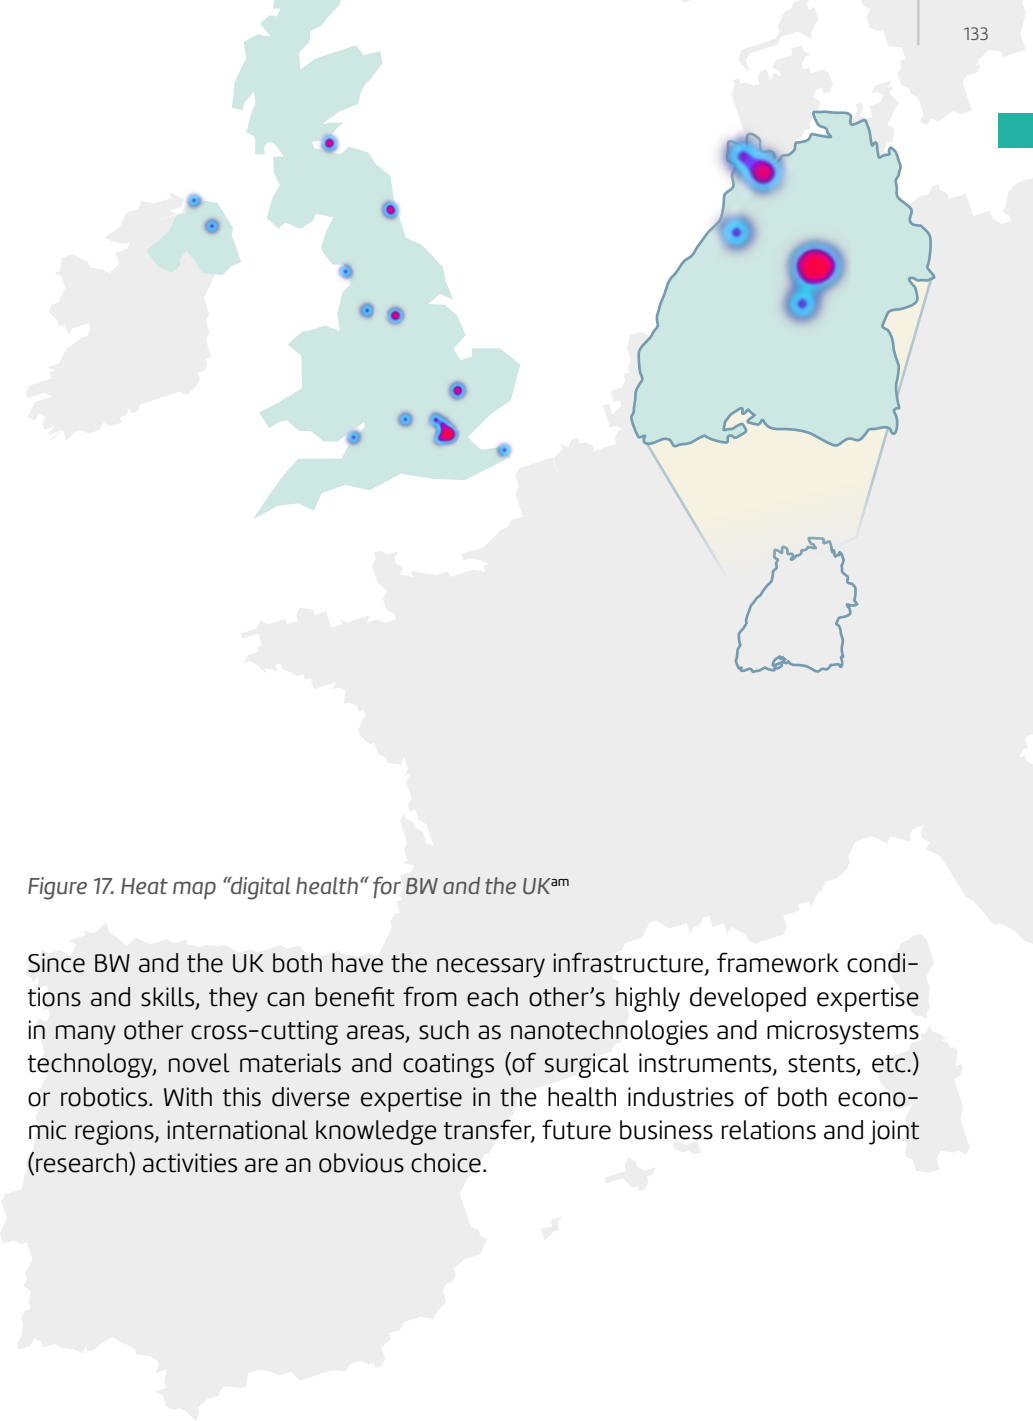 133
Figure 17. Heat map “digital health“ for BW and the UKᵃᵐ
Since BW and the UK both have the necessary infrastructure, framework condi-
tions and skills, they can benefit from each other’s highly developed expertise
in many other cross-cutting areas, such as nanotechnologies and microsystems
technology, novel materials and coatings (of surgical instruments, stents, etc.)
or robotics. With this diverse expertise in the health industries of both econo-
mic regions, international knowledge transfer, future business relations and joint
(research) activities are an obvious choice.